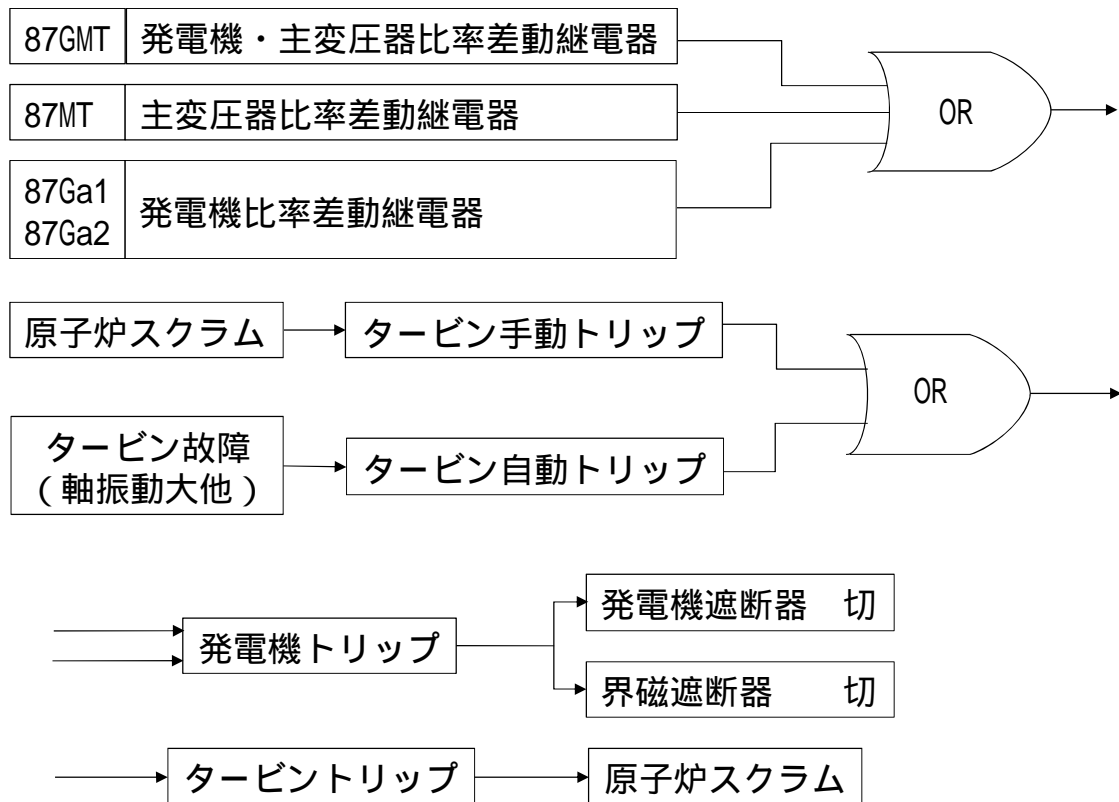 87GMT 発電機・主変圧器比率差動継電器
87MT 主変圧器比率差動継電器
OR
87Ga1
87Ga2
発電機比率差動継電器
原子炉スクラム
タービン手動トリップ
OR
タービン故障
(軸振動大他)
タービン自動トリップ
発電機遮断器 切
発電機トリップ
界磁遮断器 切
タービントリップ
原子炉スクラム